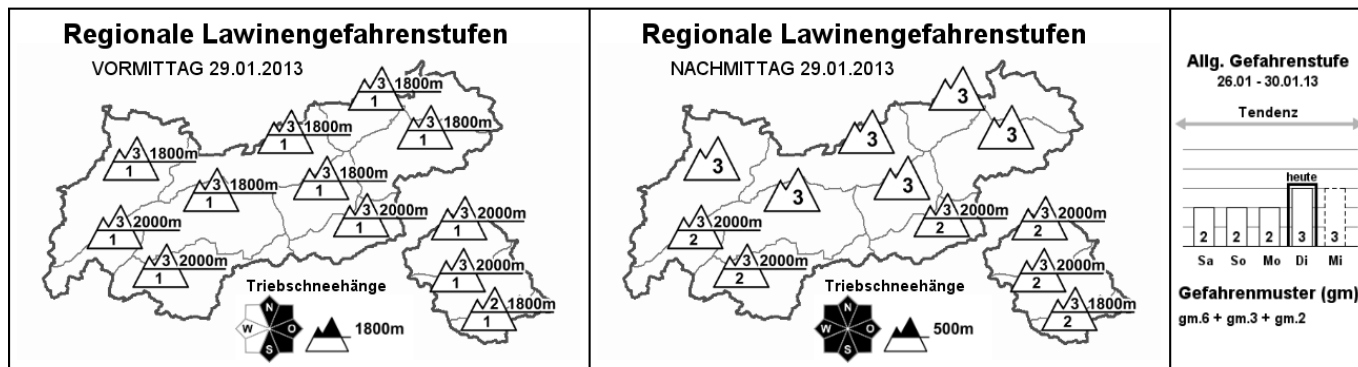 Regionale Lawinengefahrenstufen
VORMITTAG 29.01.2013
3 1800m
1
3 1800m
1
3 1800m
1
3 1800m
1
3 1800m
1
3 1800m
1
3 2000m
1
3 2000m
1
3 2000m
1
3 2000m
1
3 2000m
1
2 1800m
1
Triebschneehänge
N
W O
S
1800m
Regionale Lawinengefahrenstufen
NACHMITTAG 29.01.2013
3
3
3
3
3
3
3 2000m
2
3 2000m
2
3 2000m
2
3 2000m
2
3 2000m
2
3 1800m
2
Triebschneehänge
N
W O
S
500m
Allg. Gefahrenstufe
26.01 - 30.01.13
Tendenz
heute
2 2 2 3 3
Sa So Mo Di Mi
Gefahrenmuster (gm)
gm.6 + gm.3 + gm.2